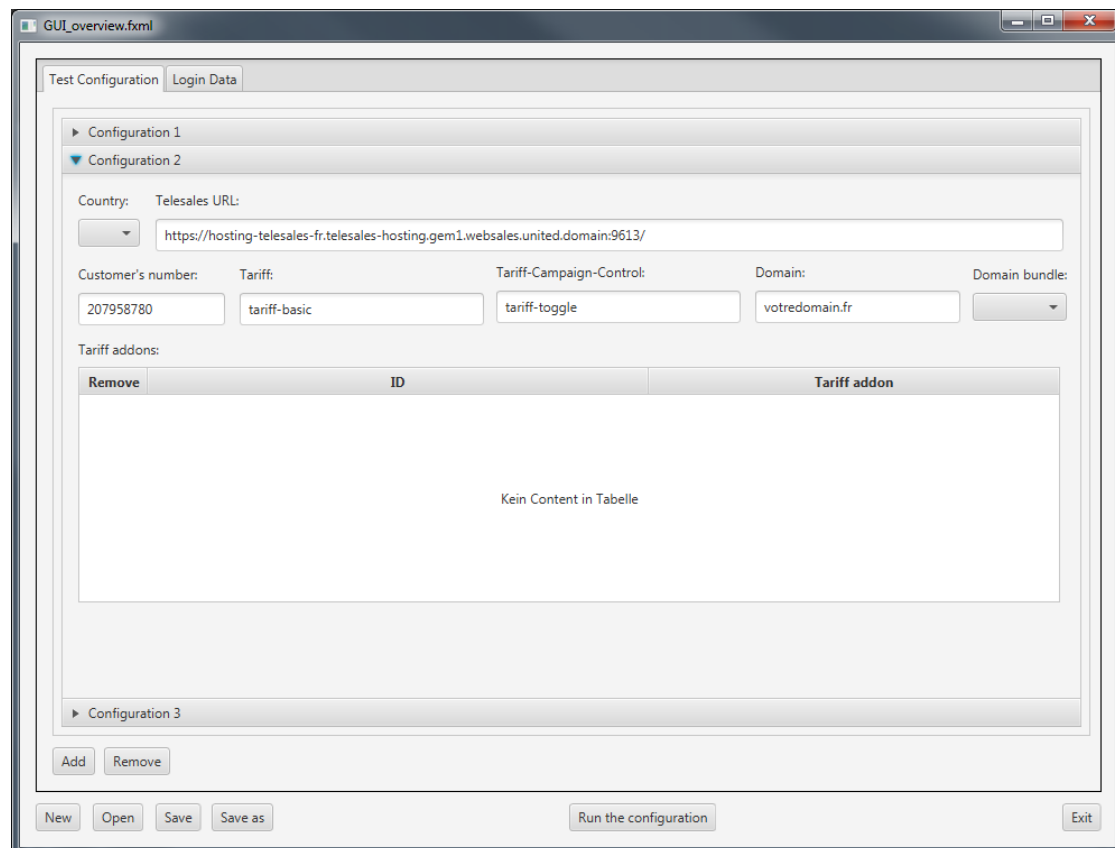 GUI_overview.fxml
Test Configuration Login Data
Configuration 1
Configuration 2
Country: Telesales URL:
https://hosting-telesales-fr.telesales-hosting.gem1.websales.united.domain:9613/
Customer's number: Tariff: Tariff-Campaign-Control: Domain: Domain bundle:
207958780 tariff-basic tariff-toggle votredomain.fr
Tariff addons:
Remove ID Tariff addon
Kein Content in Tabelle
Configuration 3
Add Remove
New Open Save Save as Run the configuration Exit